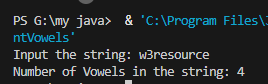 PS G:\my java>  & 'C:\Program Files\
ntVowels'
Input the string: w3resource
Number of Vowels in the string: 4